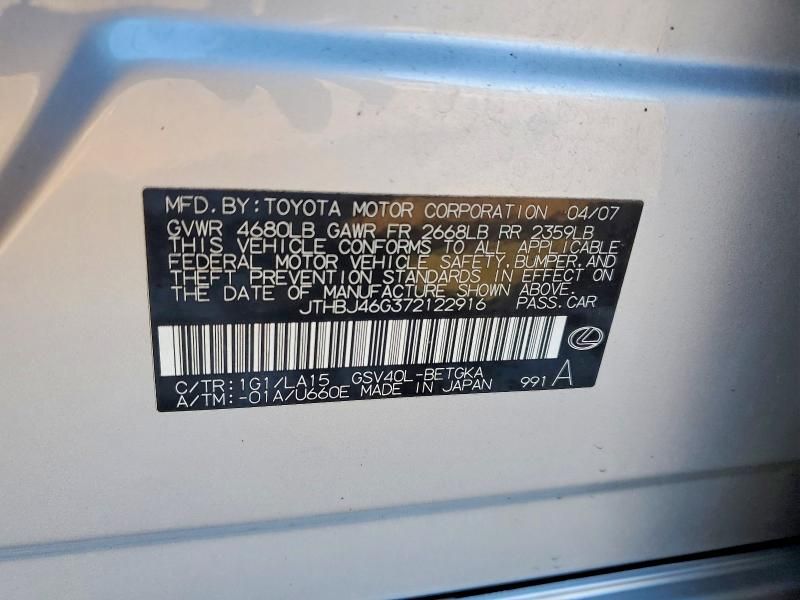 MFD. BY: TOYOTA MOTOR CORPORATION 04/07
GVWR 4680LB GAWR FR 2668LB RR 2359LB
THIS VEHICLE CONFORMS TO ALL APPLICABLE
FEDERAL MOTOR VEHICLE SAFETY, BUMPER, AND
THEFT PREVENTION STANDARDS IN EFFECT ON
THE DATE OF MANUFACTURE SHOWN ABOVE.
JTHBJ46G372122916 PASS. CAR
C/TR: 1G1/LA15 GSV40L-BETGKA
A/TM: -01A/U660E MADE IN JAPAN 991 A